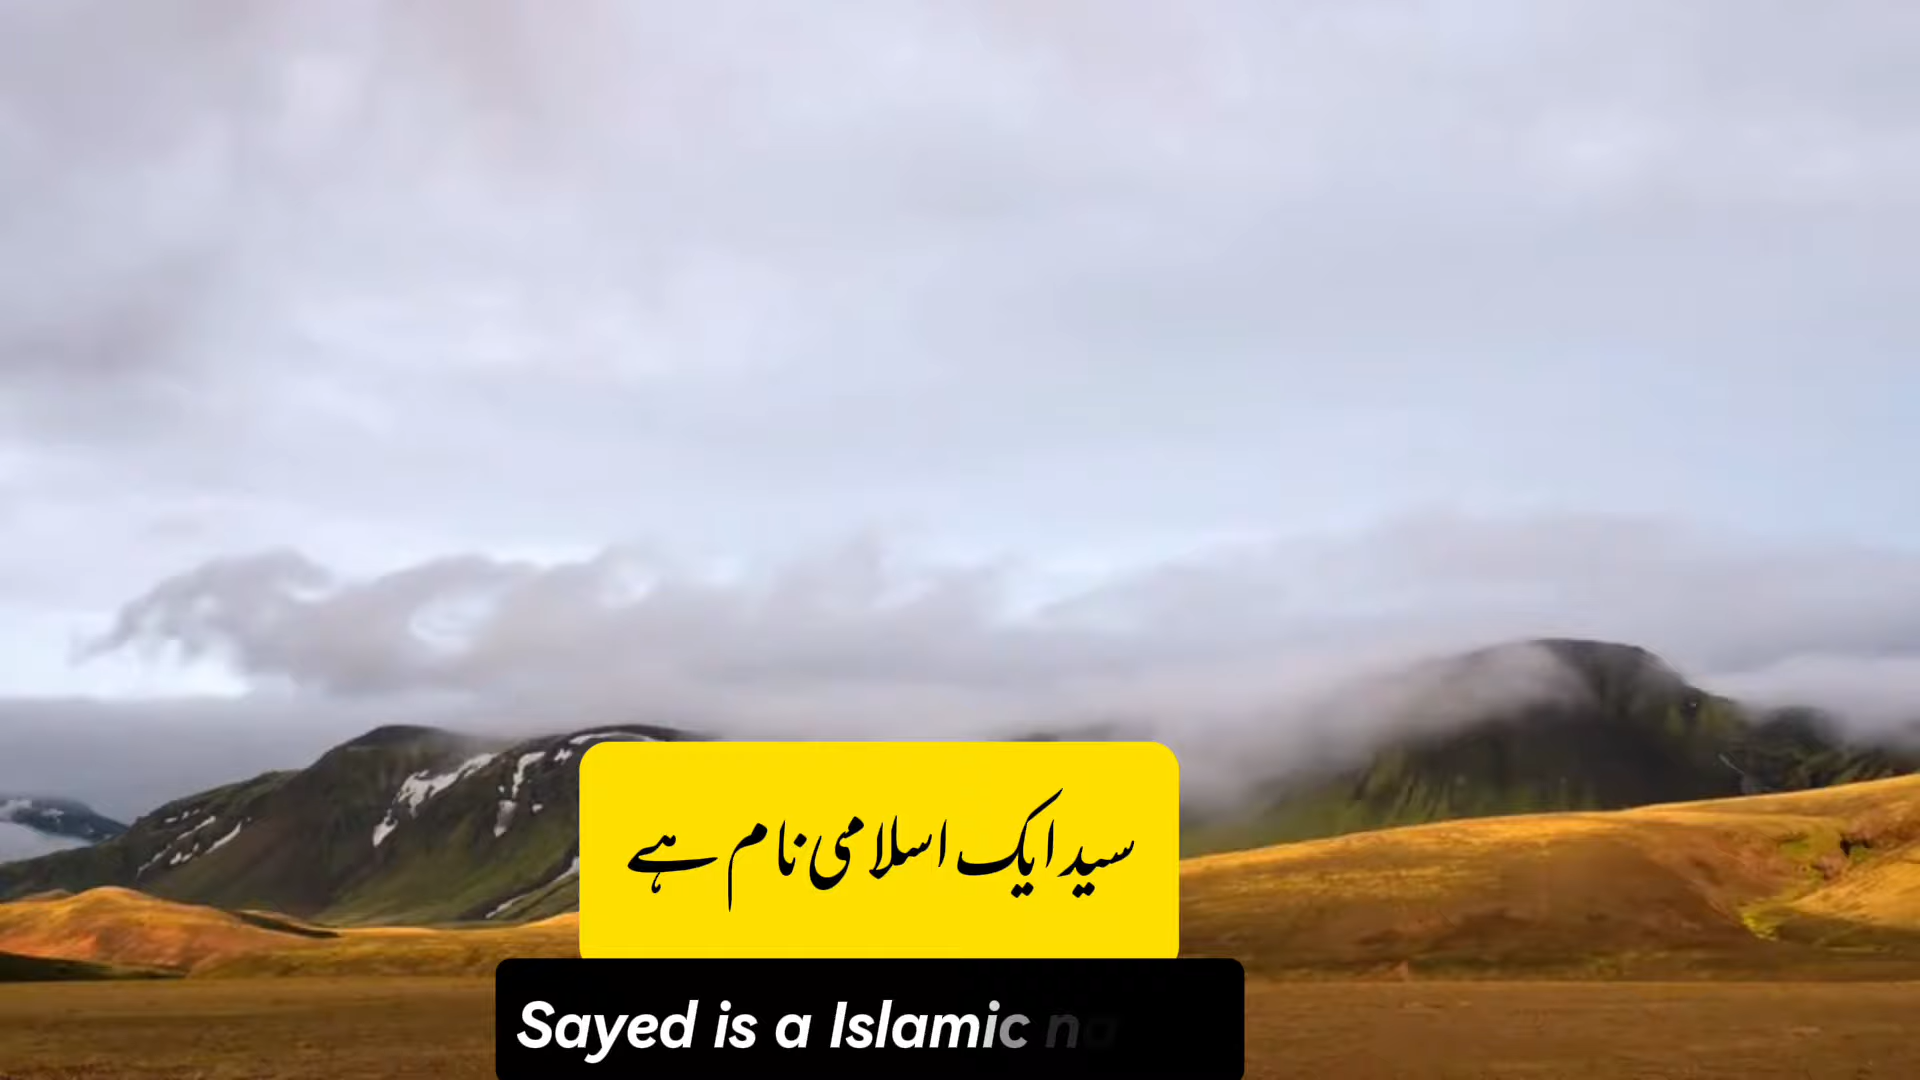 سید ایک اسلامی نام ہے
Sayed is a Islamic